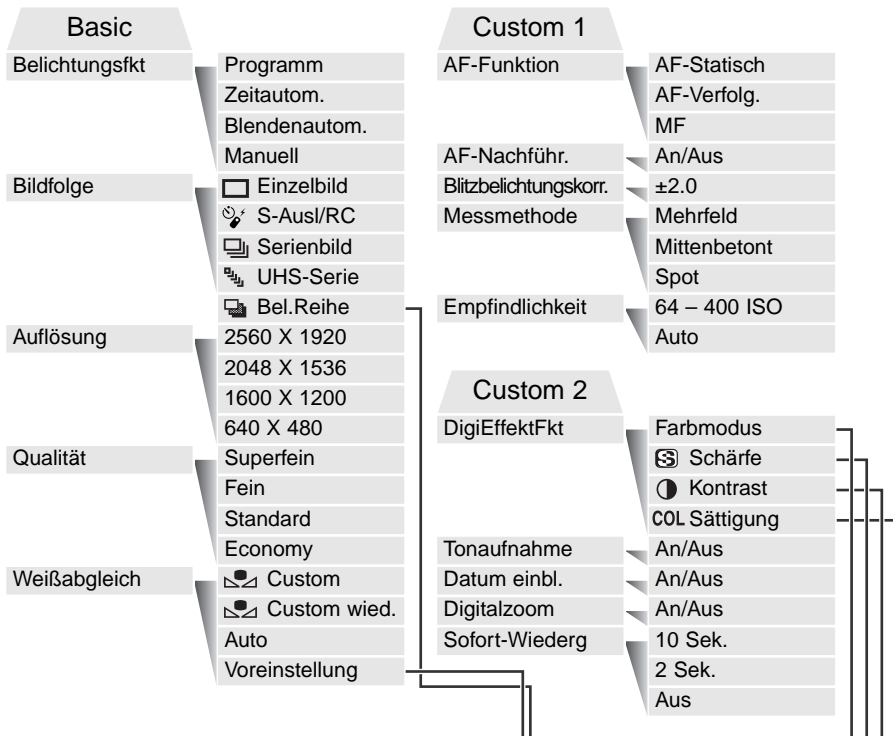 Basic
Belichtungsfkt
Programm
Zeitautom.
Blendenautom.
Manuell
Bildfolge
Einzelbild
S-Ausl/RC
Serienbild
UHS-Serie
Bel.Reihe
Auflösung
2560 X 1920
2048 X 1536
1600 X 1200
640 X 480
Qualität
Superfein
Fein
Standard
Economy
Weißabgleich
Custom
Custom wied.
Auto
Voreinstellung
Custom 1
AF-Funktion
AF-Statisch
AF-Verfolg.
MF
AF-Nachführ.
An/Aus
Blitzbelichtungskorr.
±2.0
Messmethode
Mehrfeld
Mittenbetont
Spot
Empfindlichkeit
64 – 400 ISO
Auto
Custom 2
DigiEffektFkt
Farbmodus
S Schärfe
Kontrast
COL Sättigung
Tonaufnahme
An/Aus
Datum einbl.
An/Aus
Digitalzoom
An/Aus
Sofort-Wiederg
10 Sek.
2 Sek.
Aus